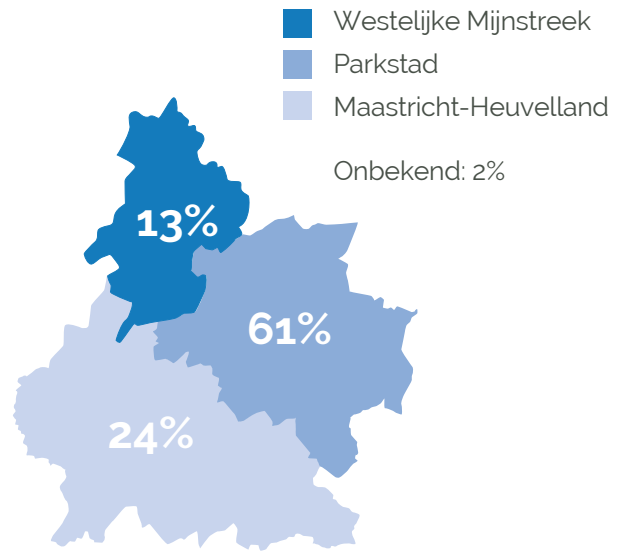 Westelijke Mijnstreek
Parkstad
Maastricht-Heuvelland
Onbekend: 2%
13%
61%
24%